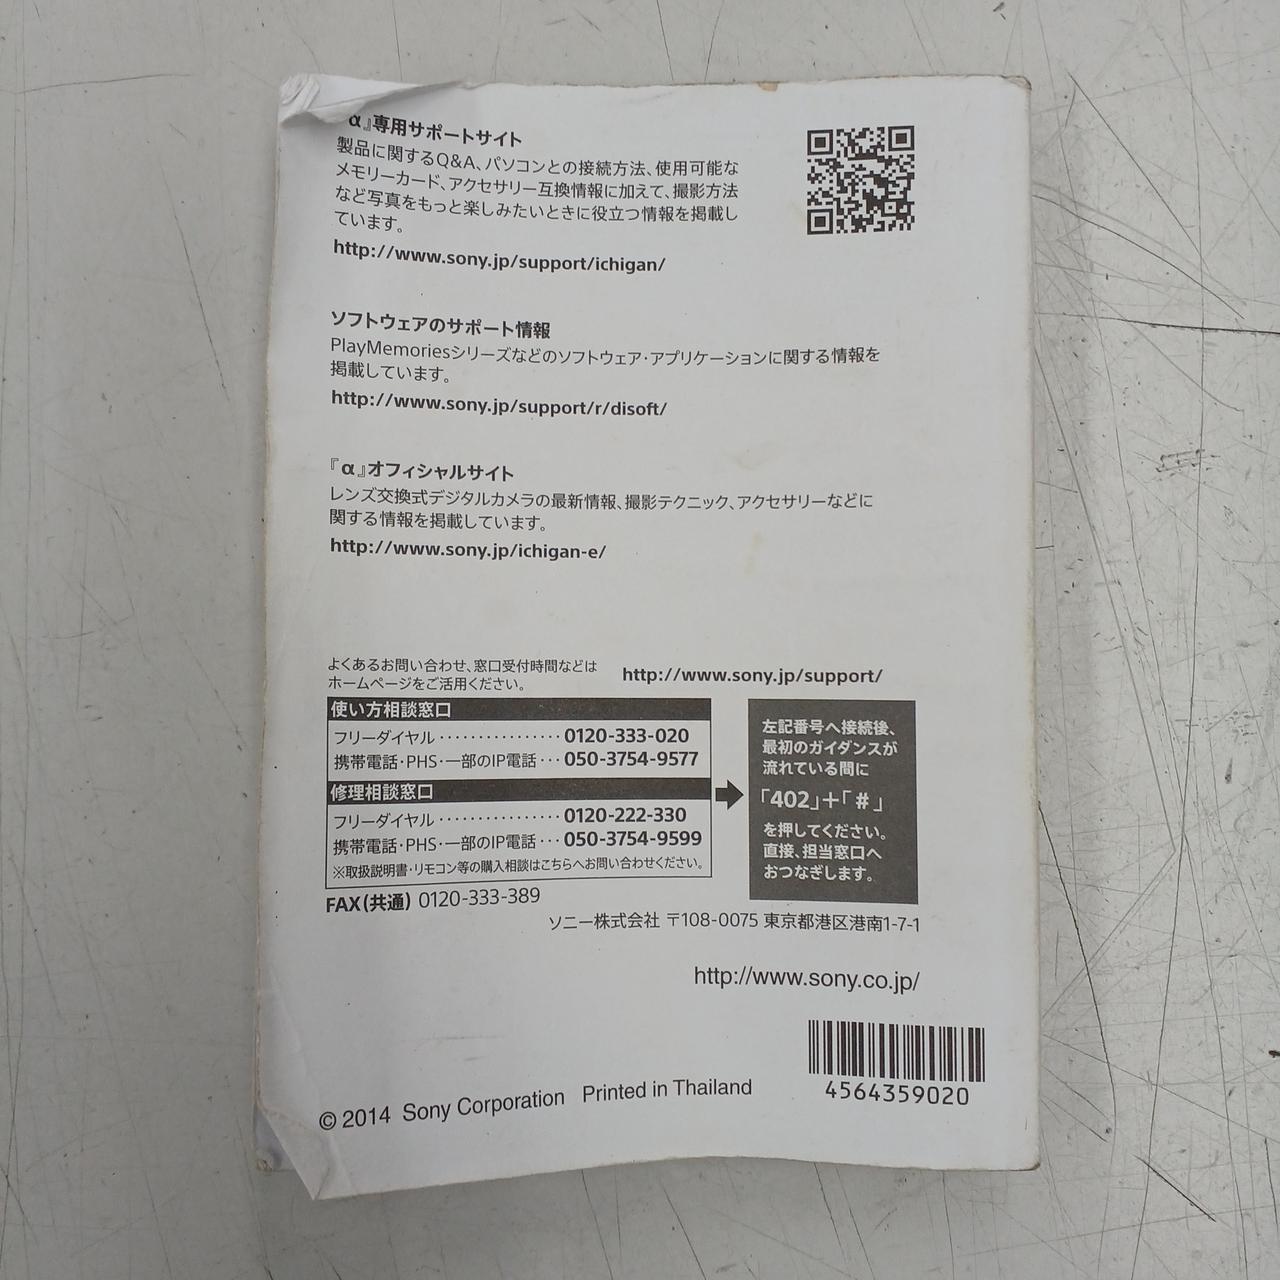 α』専用サポートサイト
製品に関するQ&A、パソコンとの接続方法、使用可能な
メモリーカード、アクセサリー互換情報に加えて、撮影方法
など写真をもっと楽しみたいときに役立つ情報を掲載し
ています。
http://www.sony.jp/support/ichigan/
ソフトウェアのサポート情報
PlayMemoriesシリーズなどのソフトウェア・アプリケーションに関する情報を
掲載しています。
http://www.sony.jp/support/r/disoft/
『α』オフィシャルサイト
レンズ交換式デジタルカメラの最新情報、撮影テクニック、アクセサリーなどに
関する情報を掲載しています。
http://www.sony.jp/ichigan-e/
よくあるお問い合わせ、窓口受付時間などは
ホームページをご活用ください。
http://www.sony.jp/support/
使い方相談窓口
フリーダイヤル ················ 0120-333-020
携帯電話・PHS・一部のIP電話 ··· 050-3754-9577
修理相談窓口
フリーダイヤル ················ 0120-222-330
携帯電話・PHS・一部のIP電話 ··· 050-3754-9599
※取扱説明書・リモコン等の購入相談はこちらへお問い合わせください。
左記番号へ接続後、
最初のガイダンスが
流れている間に
「402」+「#」
を押してください。
直接、担当窓口へ
おつなぎします。
FAX(共通) 0120-333-389
ソニー株式会社 〒108-0075 東京都港区港南1-7-1
http://www.sony.co.jp/
4564359020
© 2014 Sony Corporation Printed in Thailand